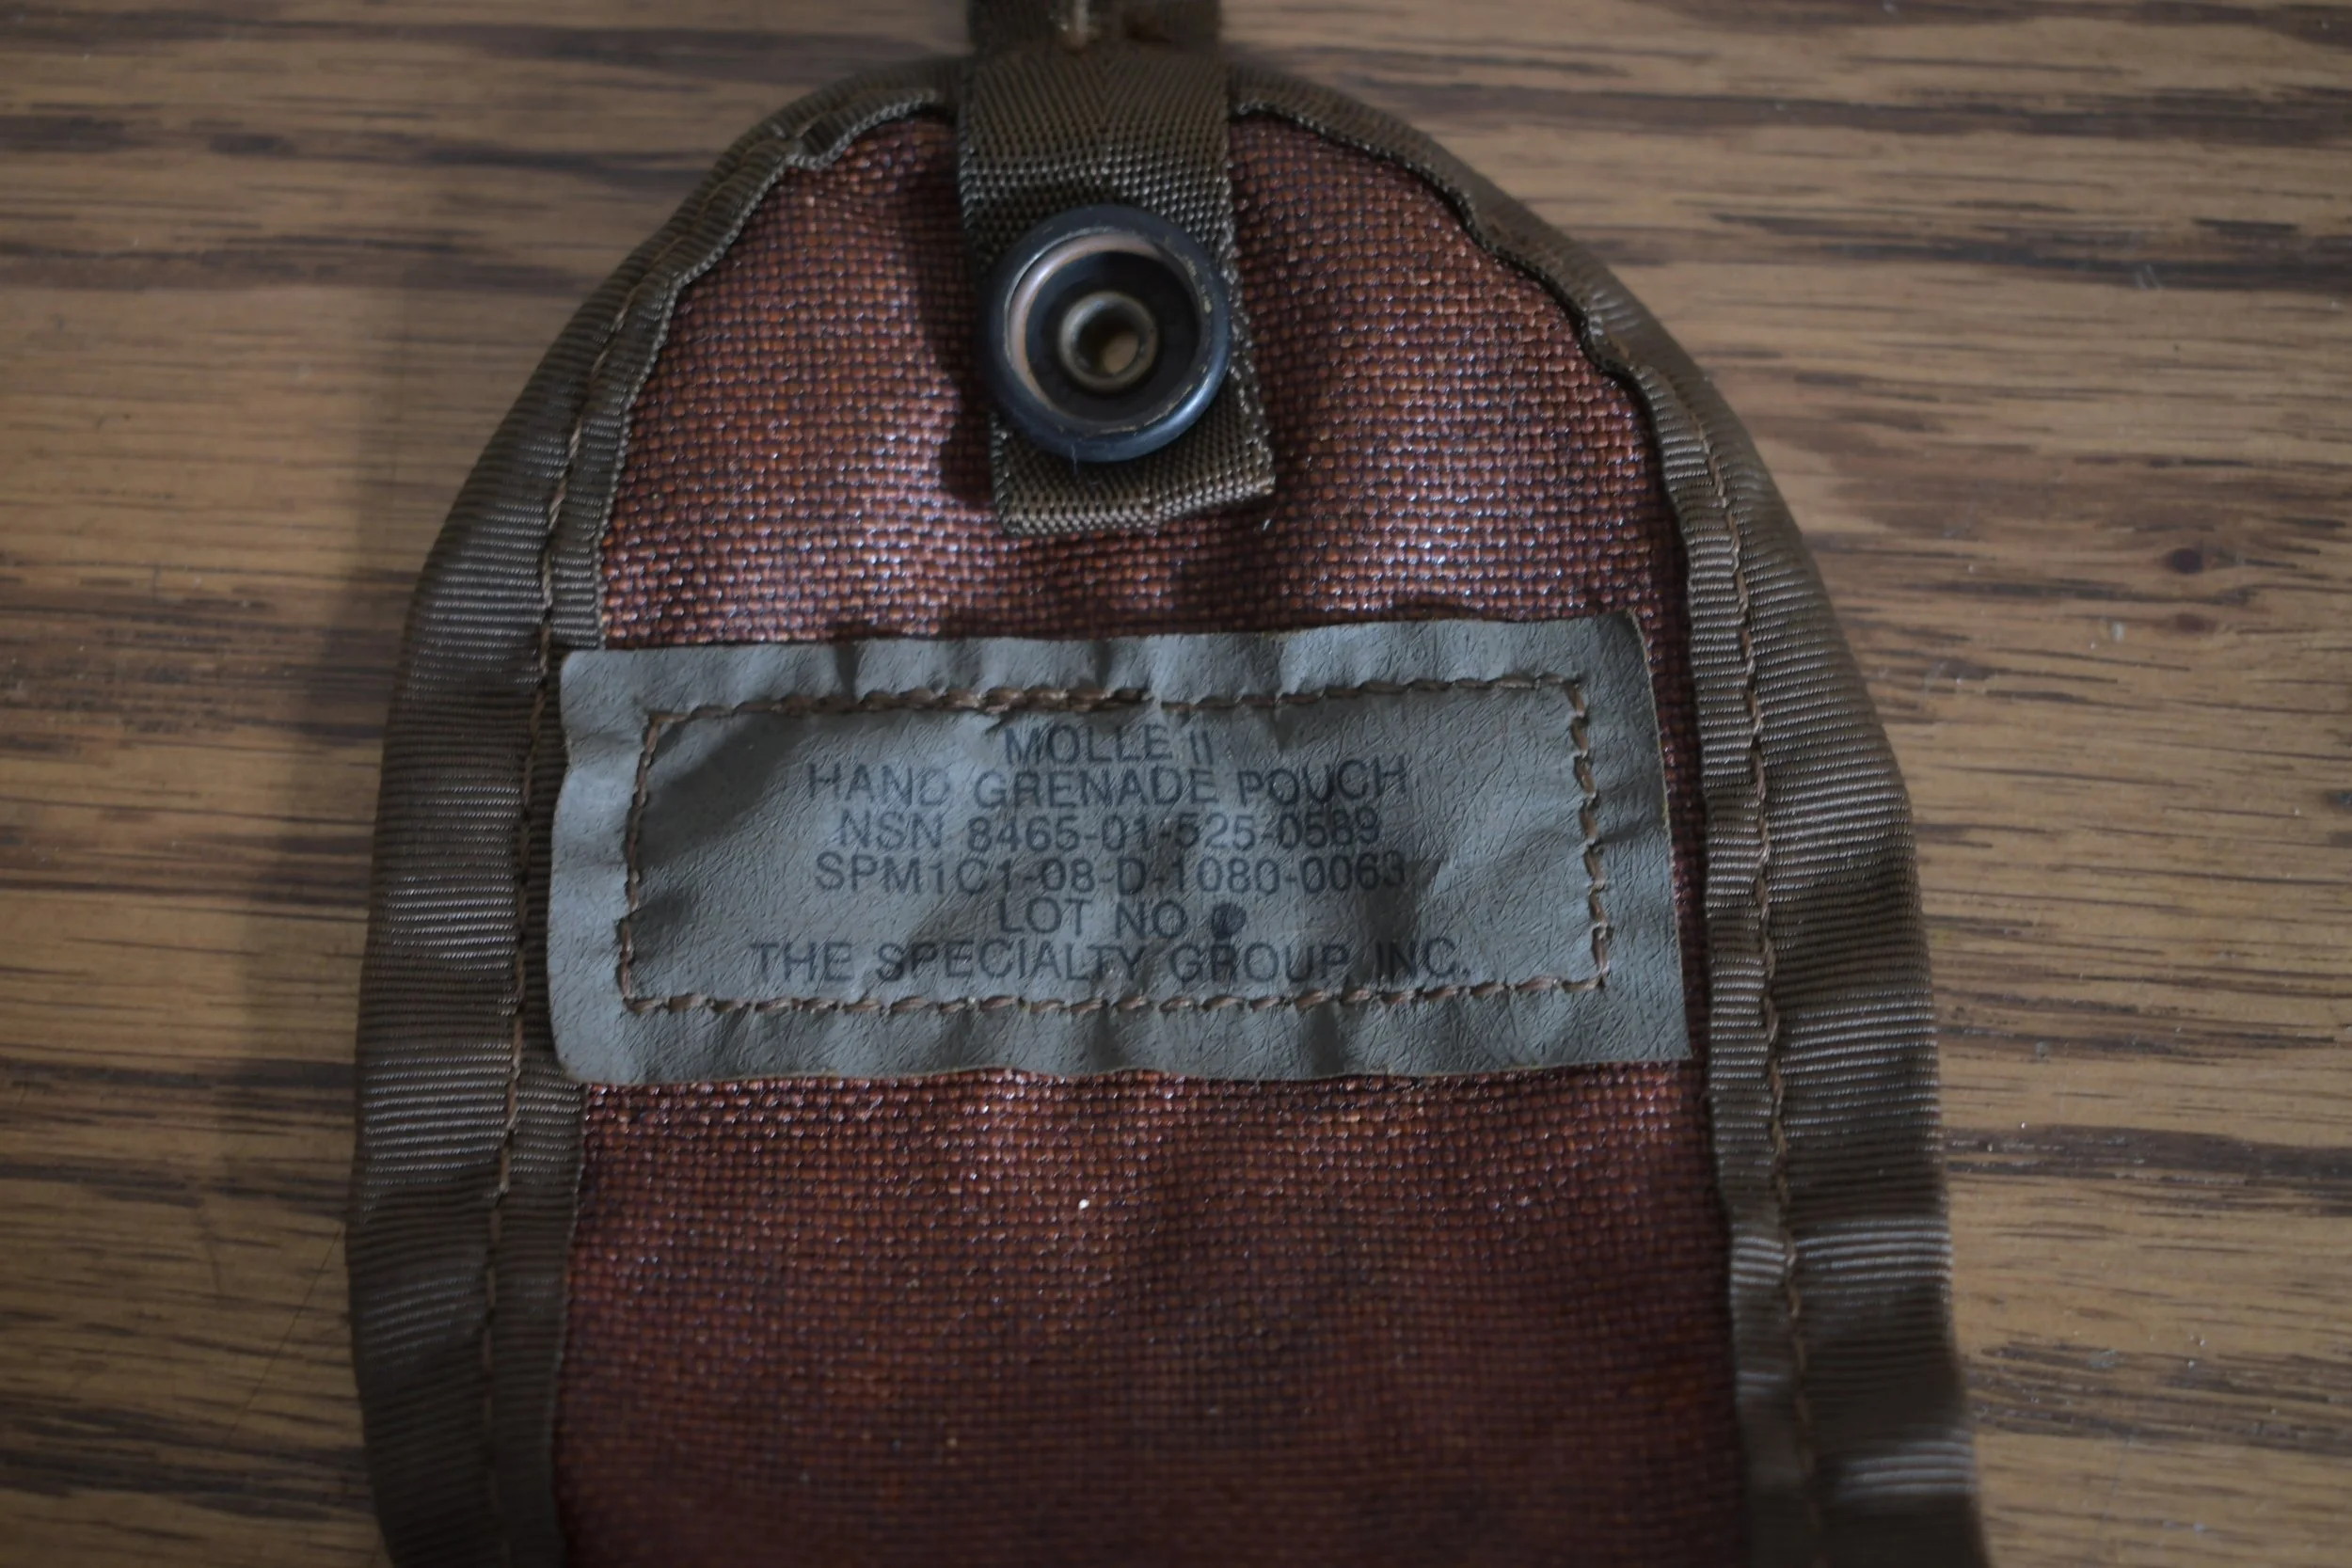 MOLLE II
HAND GRENADE POUCH
NSN 8465-01-525-0589
SPM1C1-08-D-1080-0063
LOT NO
THE SPECIALTY GROUP, INC.